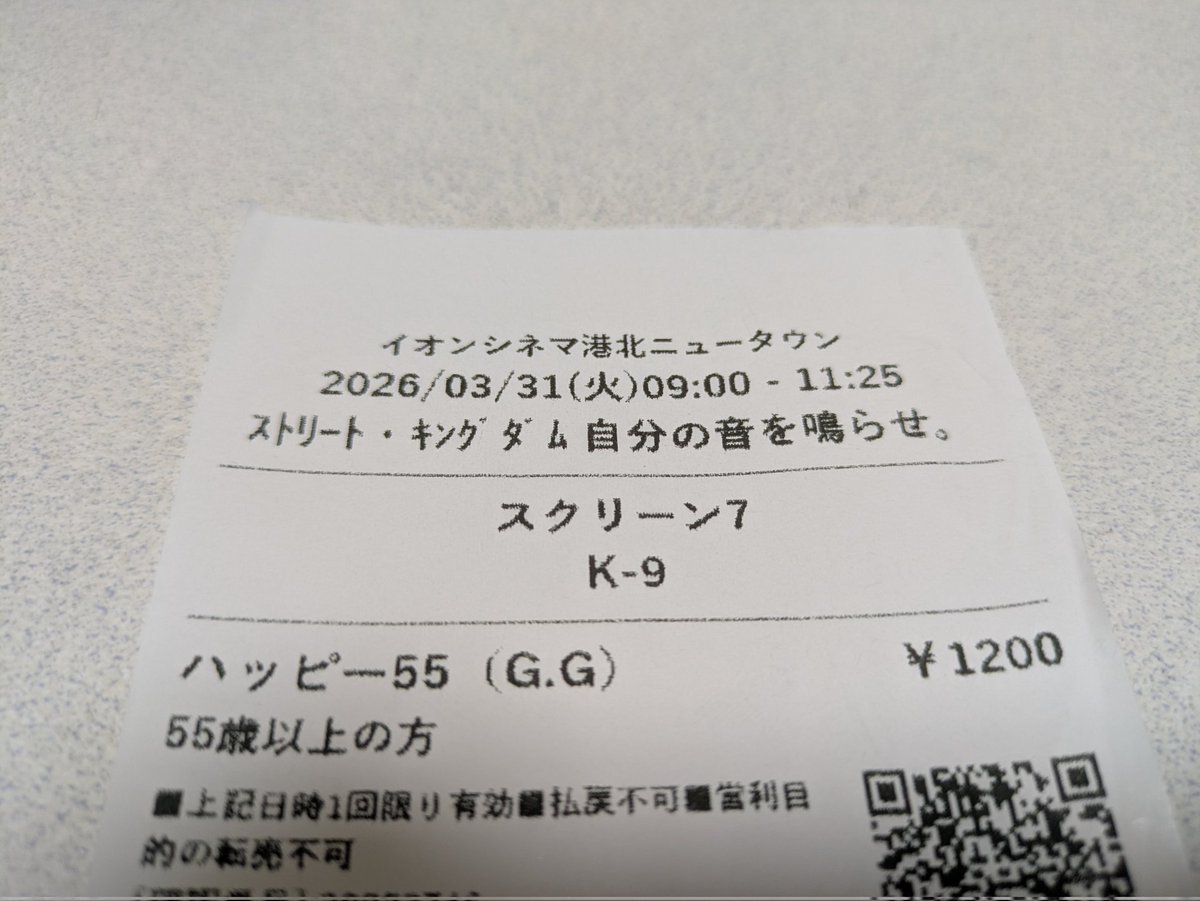 イオンシネマ港北ニュータウン
2026/03/31(火)09:00 - 11:25
ｽﾄﾘｰﾄ・ｷﾝｸﾞﾀﾞﾑ 自分の音を鳴らせ。
スクリーン7
K-9
ハッピー55（G.G） ￥1200
55歳以上の方
■上記日時1回限り有効■払戻不可■営利目
的の転売不可